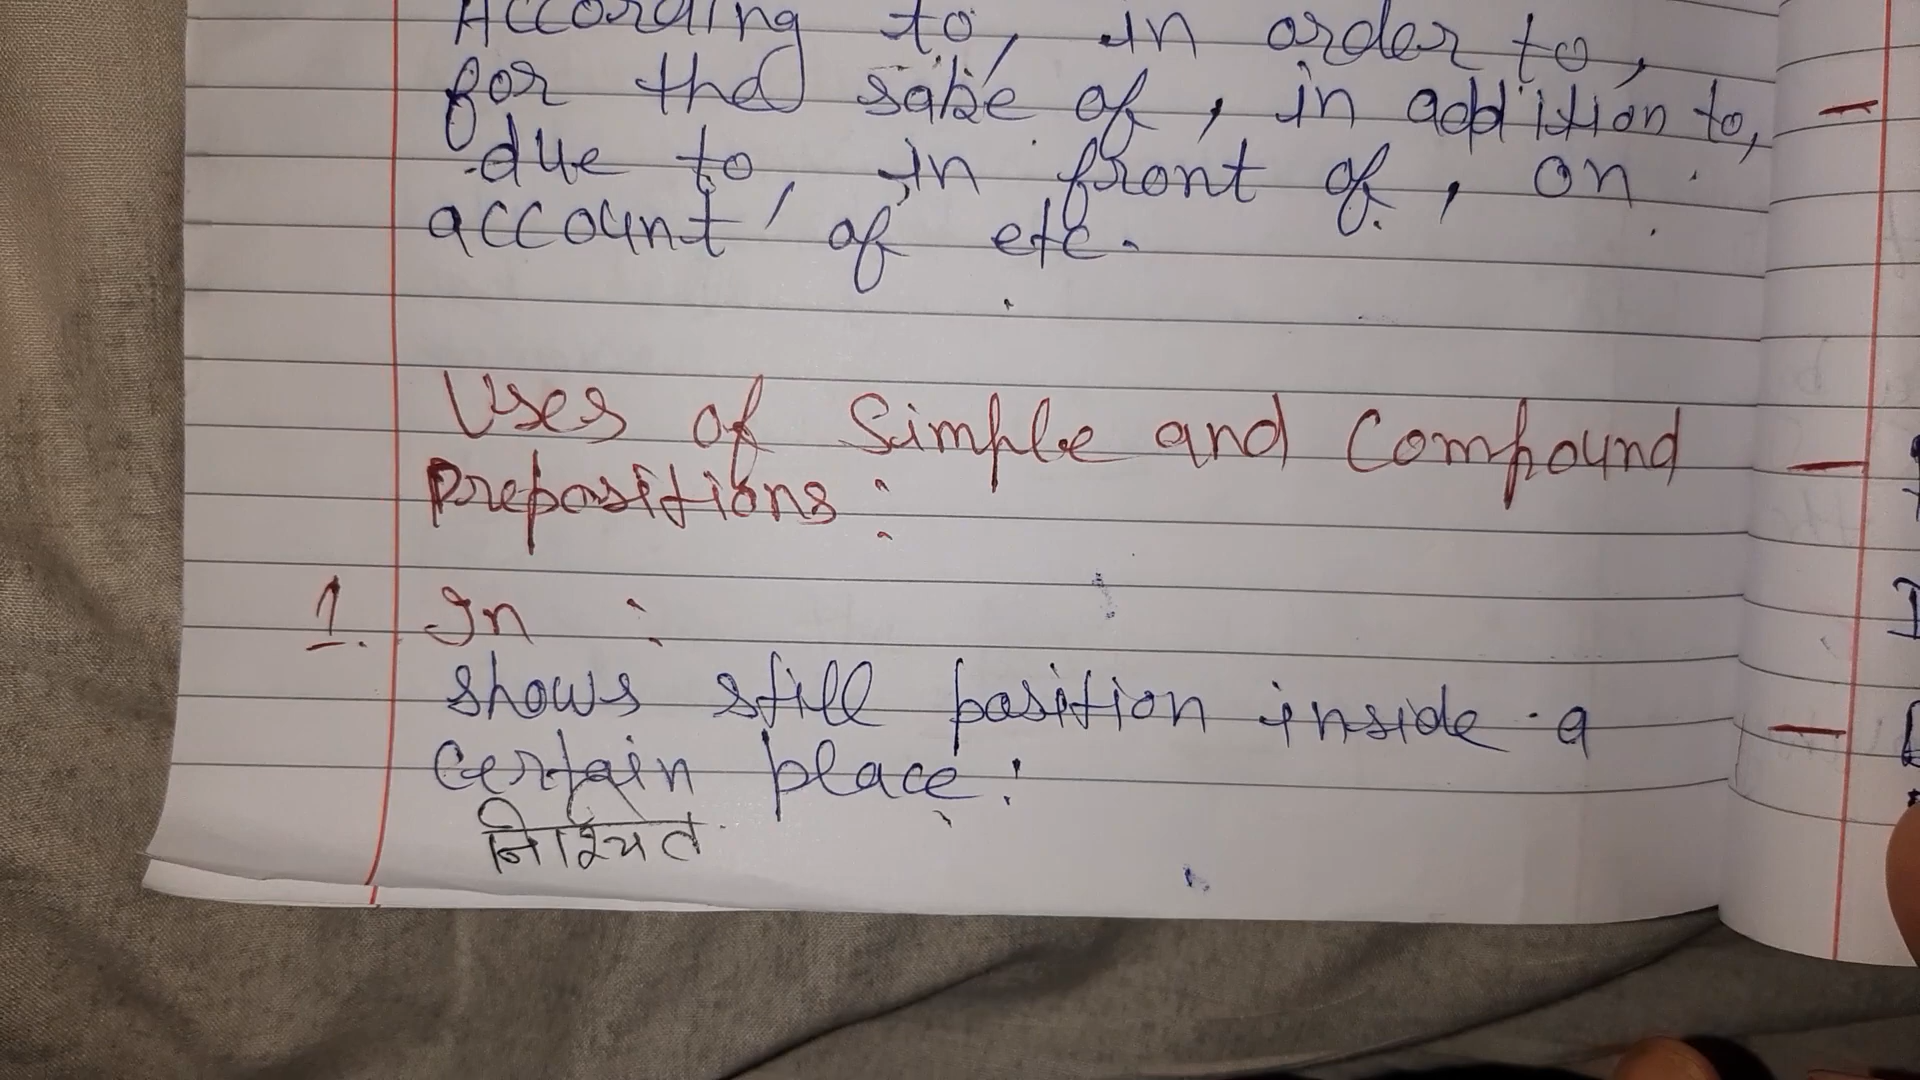 According to, in order to,
for the sake of, in addition to,
due to, in front of, on
account of etc.
Uses of Simple and Compound
Prepositions:
1. In :
shows still position inside a
certain place:
निश्चित